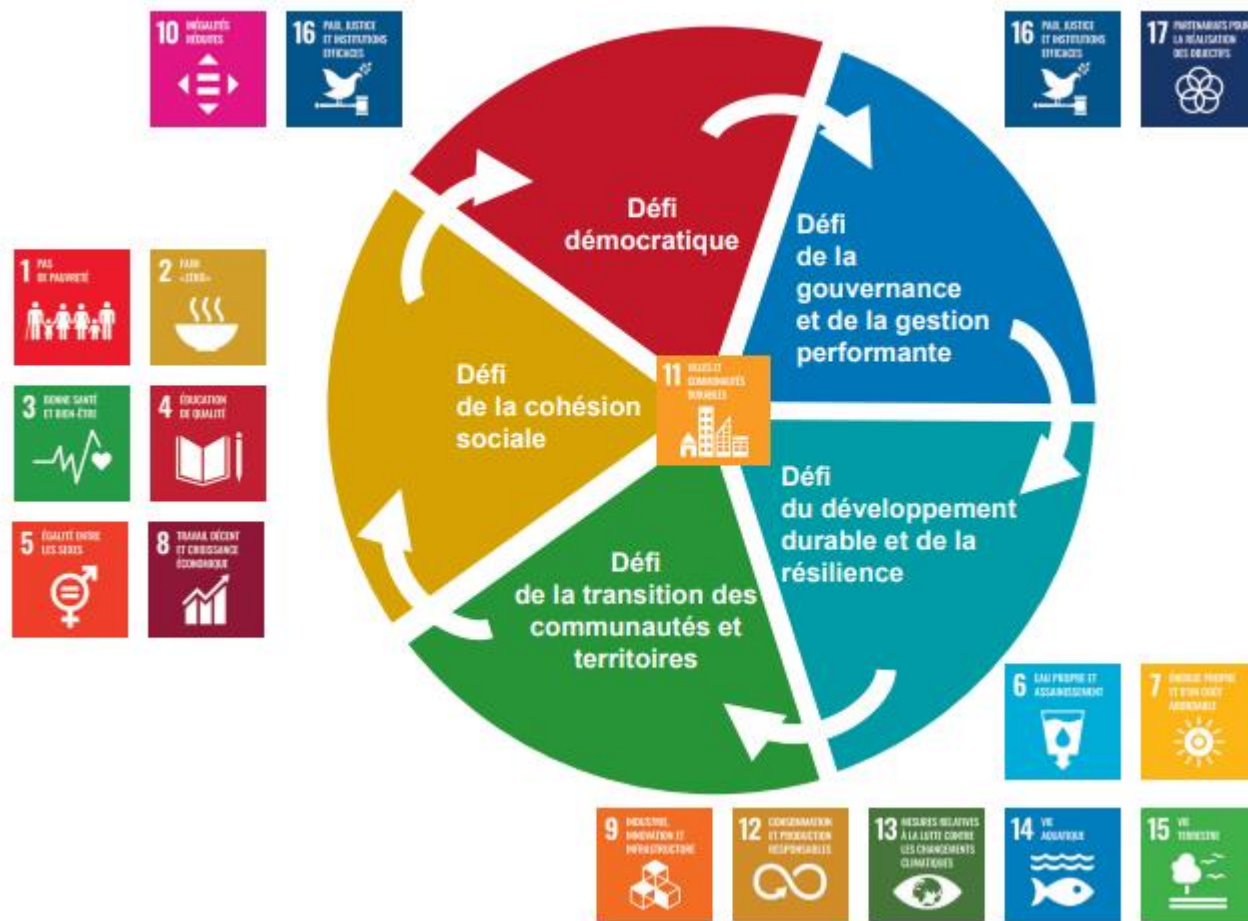 10 INÉGALITÉS
RÉDUITES
16 PAIX, JUSTICE
ET INSTITUTIONS
EFFICACES
16 PAIX, JUSTICE
ET INSTITUTIONS
EFFICACES
17 PARTENARIATS POUR
LA RÉALISATION
DES OBJECTIFS
Défi
démocratique
Défi
de la
gouvernance
et de la gestion
performante
1 PAS
DE PAUVRETÉ
2 FAIM
«ZÉRO»
3 BONNE SANTÉ
ET BIEN-ÊTRE
4 ÉDUCATION
DE QUALITÉ
5 ÉGALITÉ ENTRE
LES SEXES
8 TRAVAIL DÉCENT
ET CROISSANCE
ÉCONOMIQUE
Défi
de la cohésion
sociale
11 VILLES ET
COMMUNAUTÉS
DURABLES
Défi
du développement
durable et de la
résilience
Défi
de la transition des
communautés et
territoires
6 EAU PROPRE ET
ASSAINISSEMENT
7 ÉNERGIE PROPRE
ET D'UN COÛT
ABORDABLE
9 INDUSTRIE,
INNOVATION ET
INFRASTRUCTURE
12 CONSOMMATION
ET PRODUCTION
RESPONSABLES
13 MESURES RELATIVES
À LA LUTTE CONTRE
LES CHANGEMENTS
CLIMATIQUES
14 VIE
AQUATIQUE
15 VIE
TERRESTRE